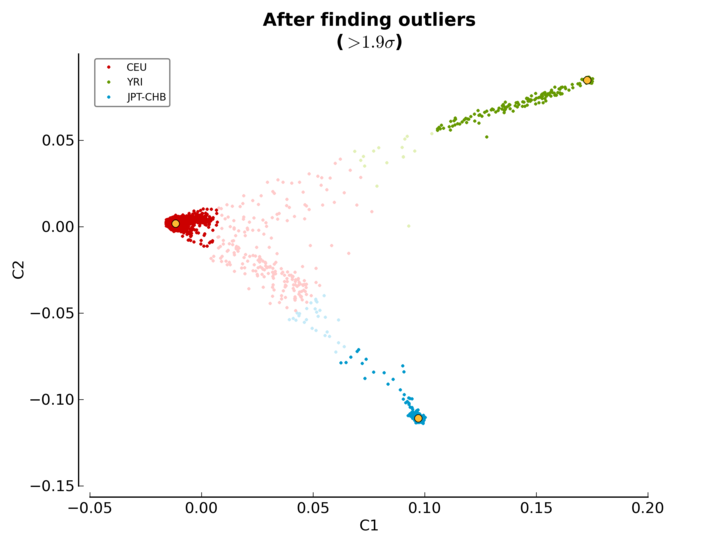 After finding outliers
( >1.9σ)
CEU
YRI
JPT-CHB
C2
0.05
0.00
−0.05
−0.10
−0.15
−0.05
0.00
0.05
0.10
0.15
0.20
C1